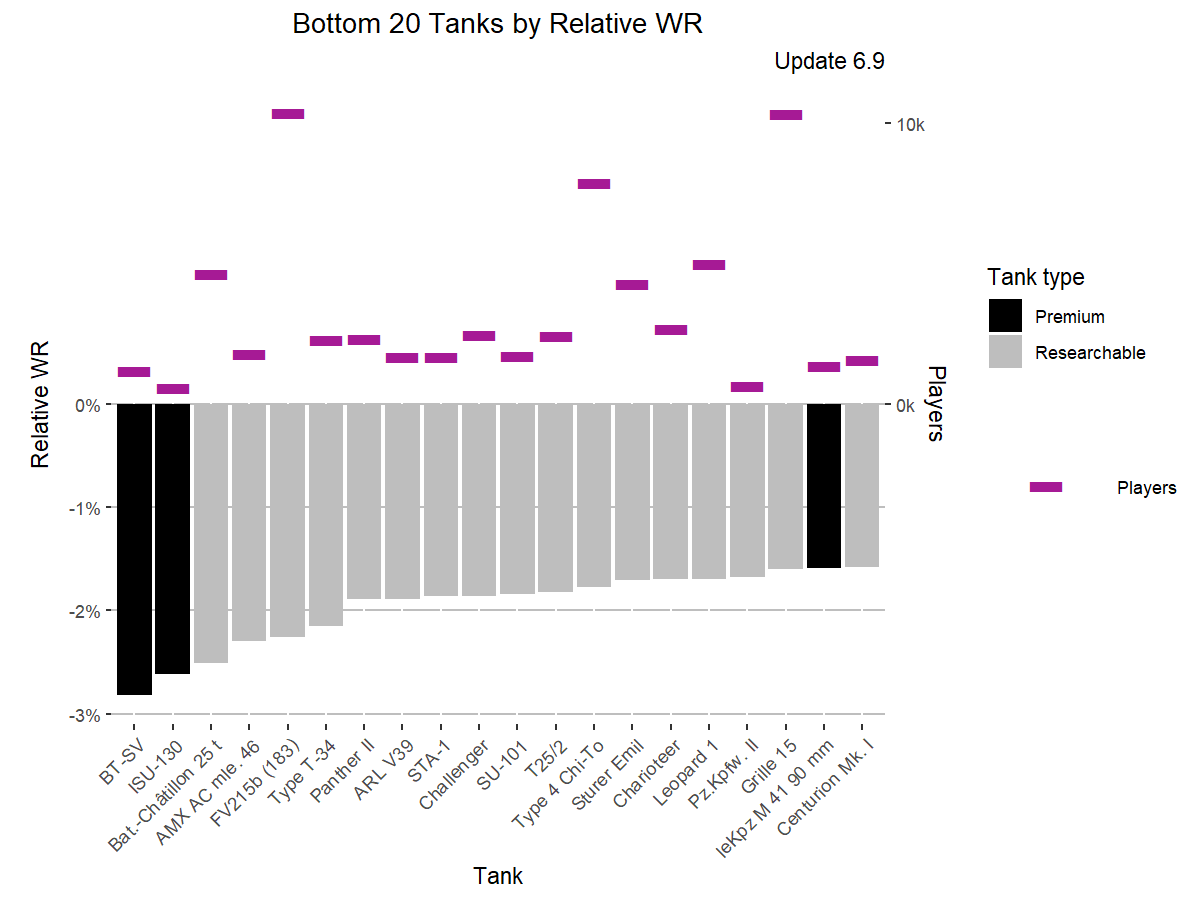 Bottom 20 Tanks by Relative WR
Update 6.9
10k
0k
Players
Relative WR
0%
-1%
-2%
-3%
BT-SV
ISU-130
Bat.-Châtillon 25 t
AMX AC mle. 46
FV215b (183)
Type T-34
Panther II
ARL V39
STA-1
Challenger
SU-101
T25/2
Type 4 Chi-To
Sturer Emil
Charioteer
Leopard 1
Pz.Kpfw. II
Grille 15
leKpz M 41 90 mm
Centurion Mk. I
Tank
Tank type
Premium
Researchable
Players